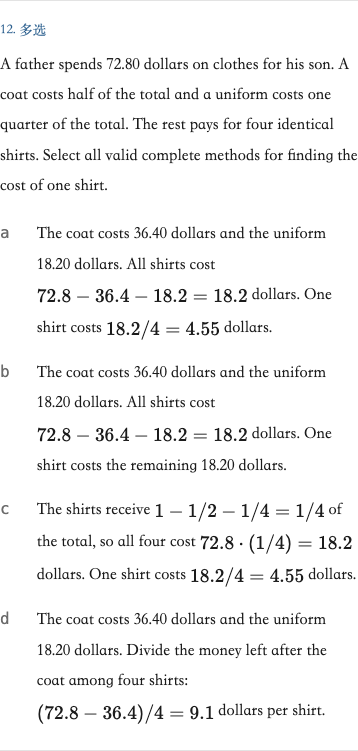 12. 多选
A father spends 72.80 dollars on clothes for his son. A
coat costs half of the total and a uniform costs one
quarter of the total. The rest pays for four identical
shirts. Select all valid complete methods for finding the
cost of one shirt.
a The coat costs 36.40 dollars and the uniform
18.20 dollars. All shirts cost
72.8 − 36.4 − 18.2 = 18.2 dollars. One
shirt costs 18.2/4 = 4.55 dollars.
b The coat costs 36.40 dollars and the uniform
18.20 dollars. All shirts cost
72.8 − 36.4 − 18.2 = 18.2 dollars. One
shirt costs the remaining 18.20 dollars.
c The shirts receive 1 − 1/2 − 1/4 = 1/4 of
the total, so all four cost 72.8 · (1/4) = 18.2
dollars. One shirt costs 18.2/4 = 4.55 dollars.
d The coat costs 36.40 dollars and the uniform
18.20 dollars. Divide the money left after the
coat among four shirts:
(72.8 − 36.4)/4 = 9.1 dollars per shirt.